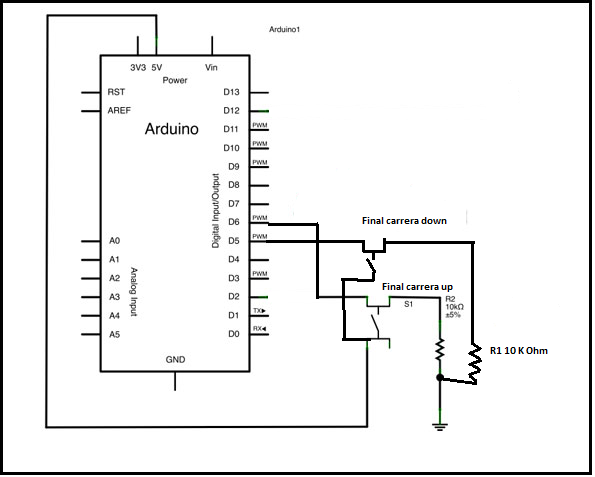 Arduino1
3V3 5V Vin
Power
RST
AREF
Arduino
D13
D12
D11 PWM
D10 PWM
D9 PWM
D8
D7
D6 PWM
D5 PWM
D4
D3 PWM
D2
D1 TX▶
D0 RX◀
Digital Input/Output
Analog Input
A0
A1
A2
A3
A4
A5
GND
Final carrera down
Final carrera up
S1
R2
10kΩ
±5%
R1 10 K Ohm